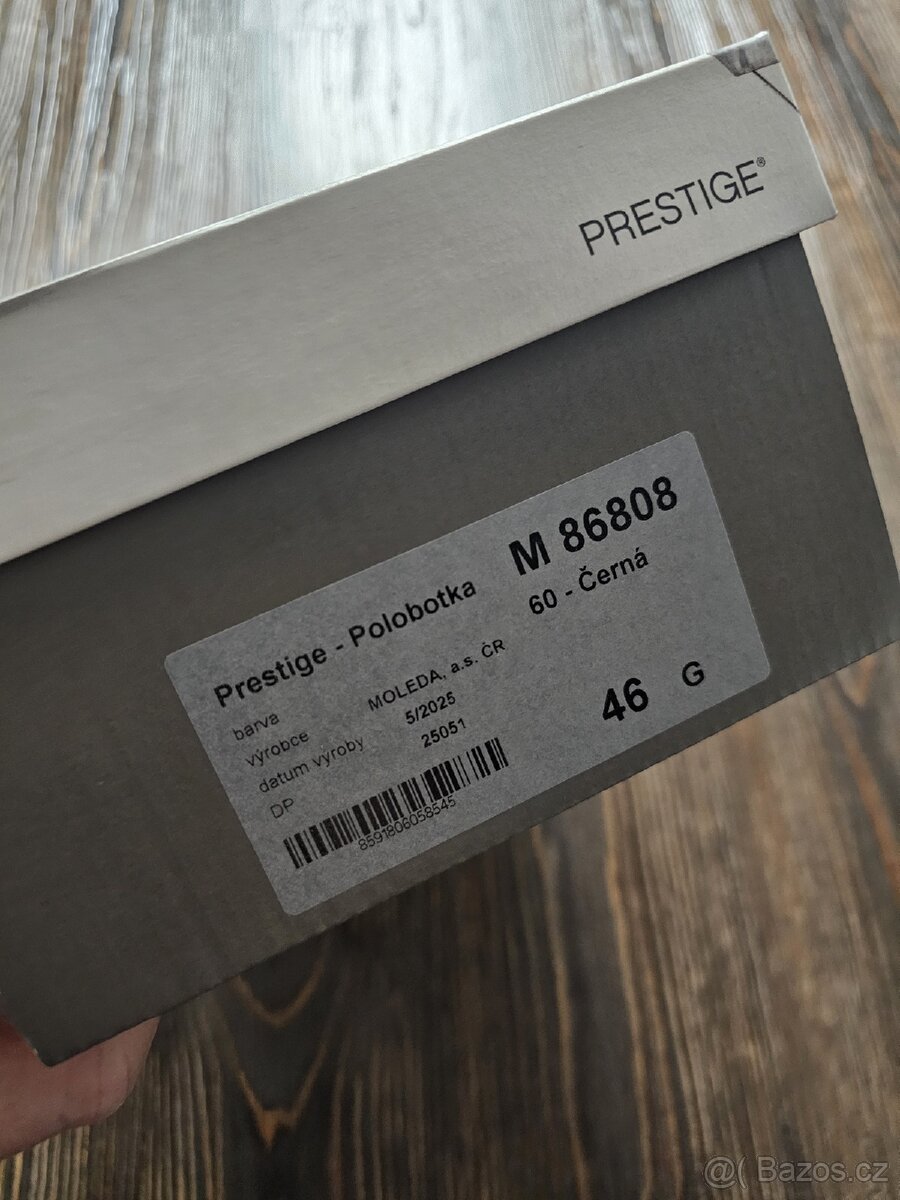 PRESTIGE®
Prestige - Polobotka
M 86808
barva
60 - Černá
výrobce
MOLEDA, a.s. ČR
datum výroby
5/2025
DP
25051
46 G
8591806058545
@( Bazos.cz